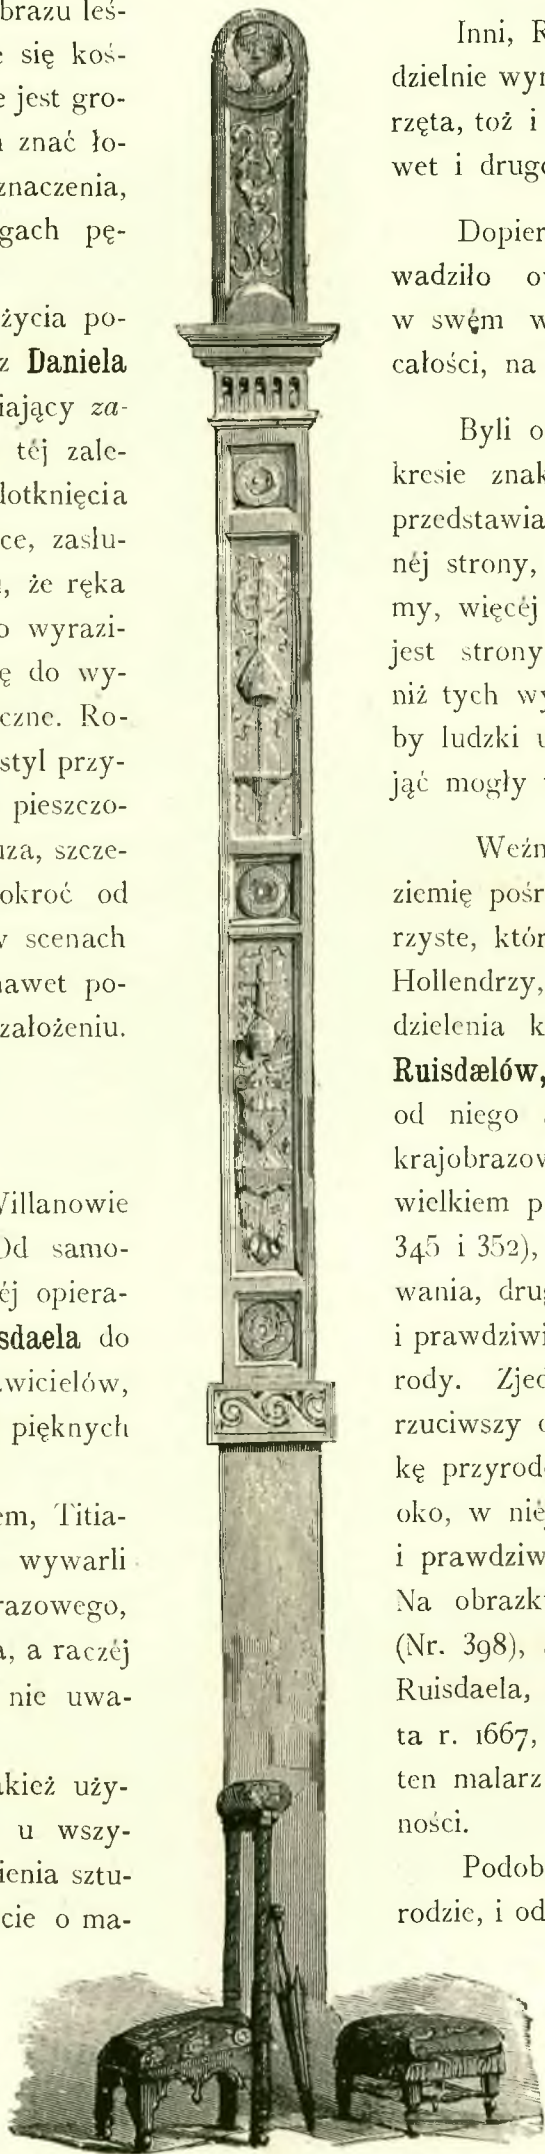 brazu leś-
się koś-
jest gro-
znać ło-
znaczenia,
gach pę-
życia po-
z Daniela
iający za-
téj zale-
dotknięcia
ce, zasłu-
że ręka
wyrazi-
ę do wy-
czne. Ro-
styl przy-
pieszczo-
uza, szcze-
okroć od
w scenach
nawet po-
założeniu.
Villanowie
Od samo-
éj opiera-
sdaela do
wicielów,
pięknych
em, Titia-
wywarli
razowego,
a, a raczéj
nie uwa-
akież uży-
u wszy-
ienia sztu-
cie o ma-
Inni, R
dzielnie wyr
rzęta, toż i
wet i drugo
Dopier
wadziło o
w swém w
całości, na
Byli o
kresie znak
przedstawia
néj strony,
my, więcéj
jest strony
niż tych wy
by ludzki u
jąć mogły
Weźn
ziemię pośr
rzyste, któr
Hollendrzy,
dzielenia k
Ruisdælów,
od niego
krajobrazov
wielkiem p
345 i 352),
wania, drug
i prawdziwi
rody. Zjed
rzuciwszy
kę przyrod
oko, w nié
i prawdziw
Na obrazk
(Nr. 398),
Ruisdaela,
ta r. 1667,
ten malarz
ności.
Podob
rodzie, i od